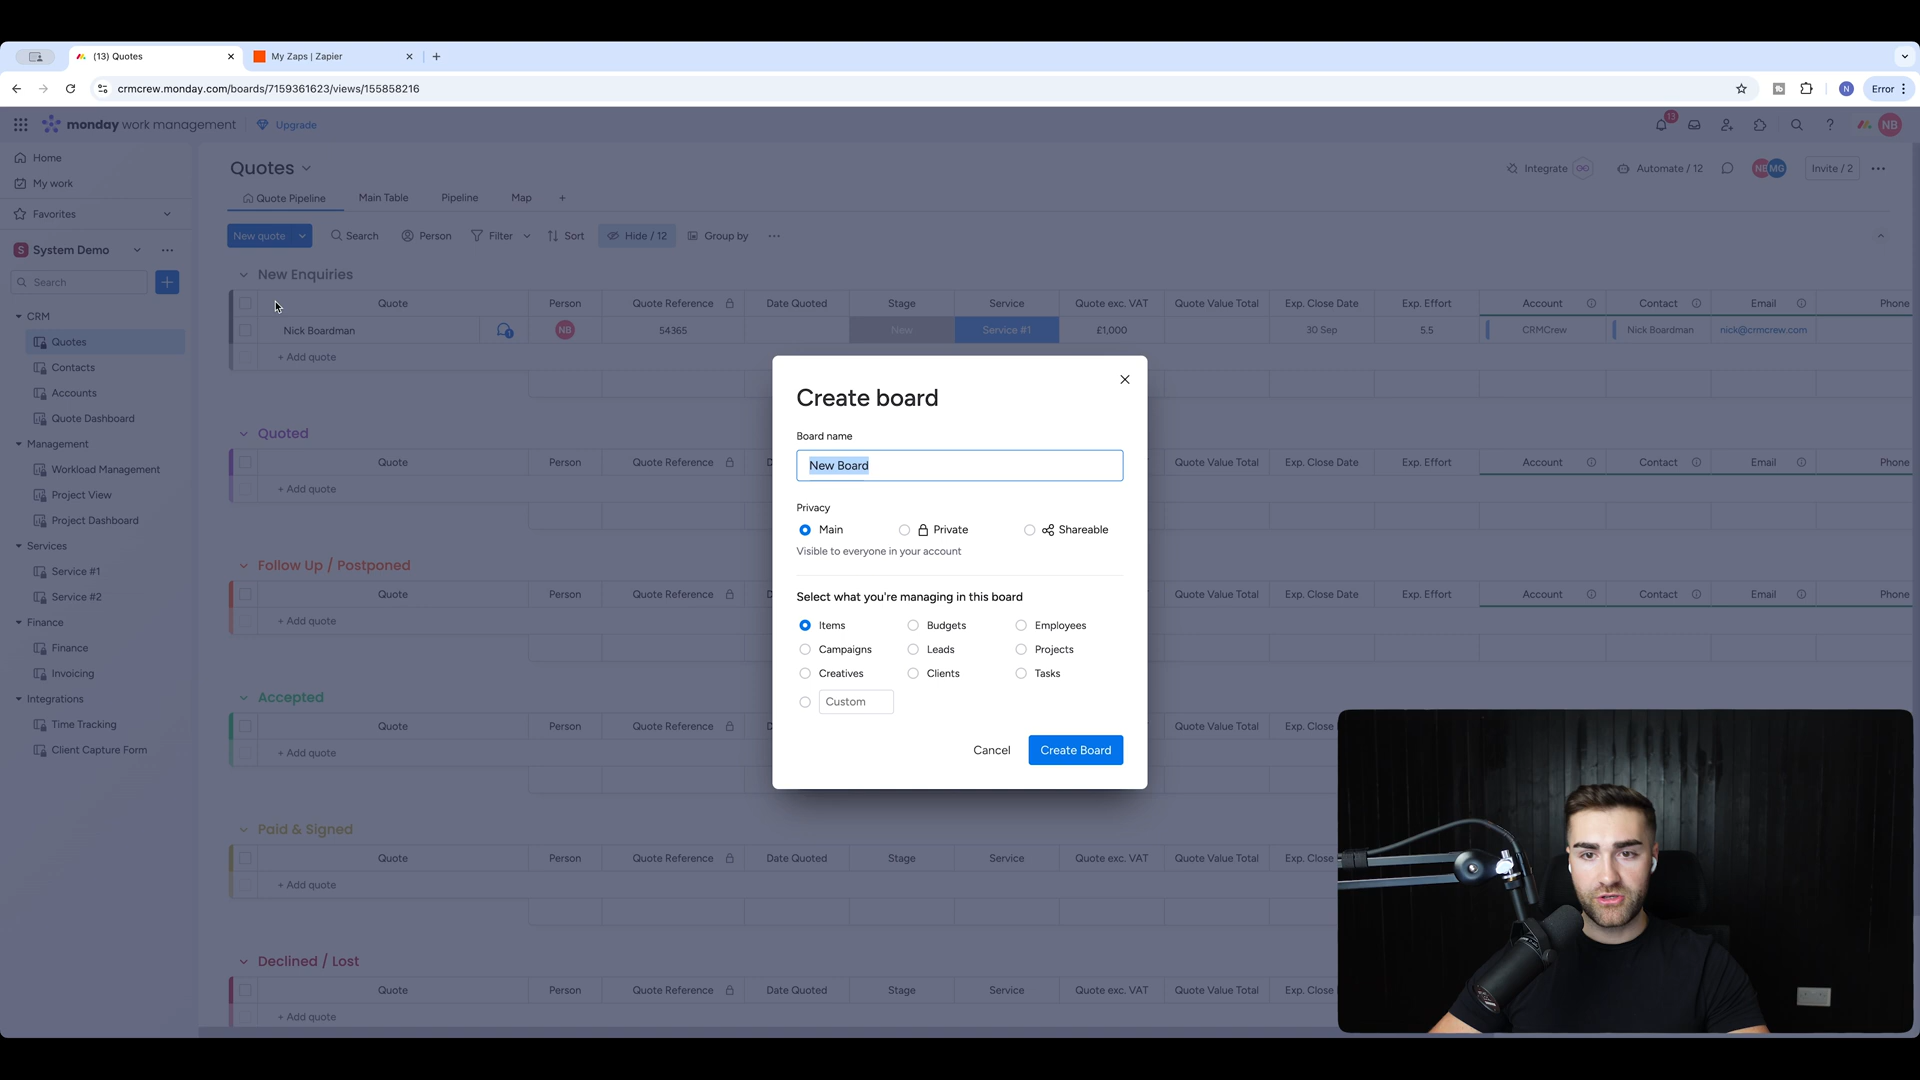 (13) Quotes
My Zaps | Zapier
crmcrew.monday.com/boards/7159361623/views/155858216
Error
N
monday work management
Upgrade
13
NB
Home
My work
Favorites
S System Demo
Search
CRM
Quotes
Contacts
Accounts
Quote Dashboard
Management
Workload Management
Project View
Project Dashboard
Services
Service #1
Service #2
Finance
Finance
Invoicing
Integrations
Time Tracking
Client Capture Form
Quotes
Integrate
Automate / 12
NB MG
Invite / 2
Quote Pipeline Main Table Pipeline Map +
New quote Search Person Filter Sort Hide / 12 Group by
New Enquiries
Quote Person Quote Reference Date Quoted Stage Service Quote exc. VAT Quote Value Total Exp. Close Date Exp. Effort Account Contact Email Phone
Nick Boardman 1 NB 54365 New Service #1 £1,000 30 Sep 5.5 CRMCrew Nick Boardman nick@crmcrew.com
+ Add quote
Quoted
Quote Person Quote Reference Quote Value Total Exp. Close Date Exp. Effort Account Contact Email Phone
+ Add quote
Follow Up / Postponed
Quote Person Quote Reference Quote Value Total Exp. Close Date Exp. Effort Account Contact Email Phone
+ Add quote
Accepted
Quote Person Quote Reference Quote Value Total Exp. Close
+ Add quote
Paid & Signed
Quote Person Quote Reference Date Quoted Stage Service Quote exc. VAT Quote Value Total Exp. Close
+ Add quote
Declined / Lost
Quote Person Quote Reference Date Quoted Stage Service Quote exc. VAT Quote Value Total Exp. Close
+ Add quote
Create board
Board name
New Board
Privacy
Main Private Shareable
Visible to everyone in your account
Select what you're managing in this board
Items Budgets Employees
Campaigns Leads Projects
Creatives Clients Tasks
Custom
Cancel Create Board